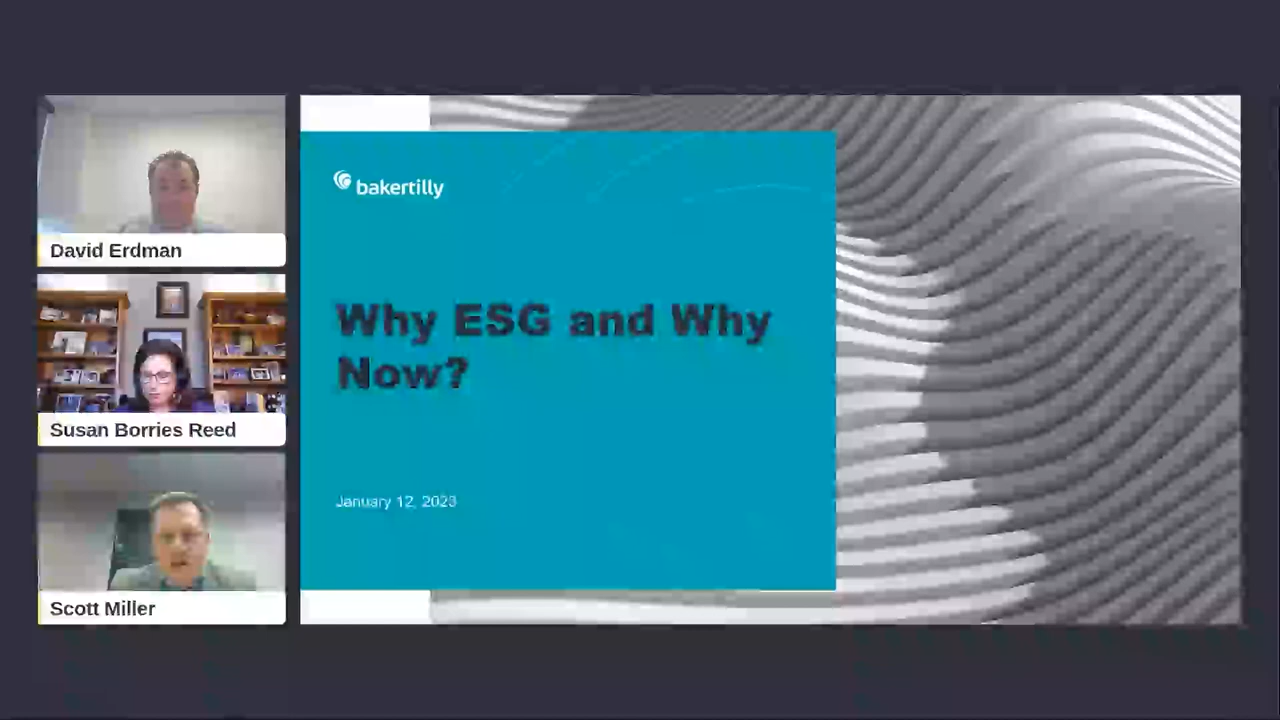 David Erdman
Susan Borries Reed
Scott Miller
bakertilly
Why ESG and Why
Now?
January 12, 2023